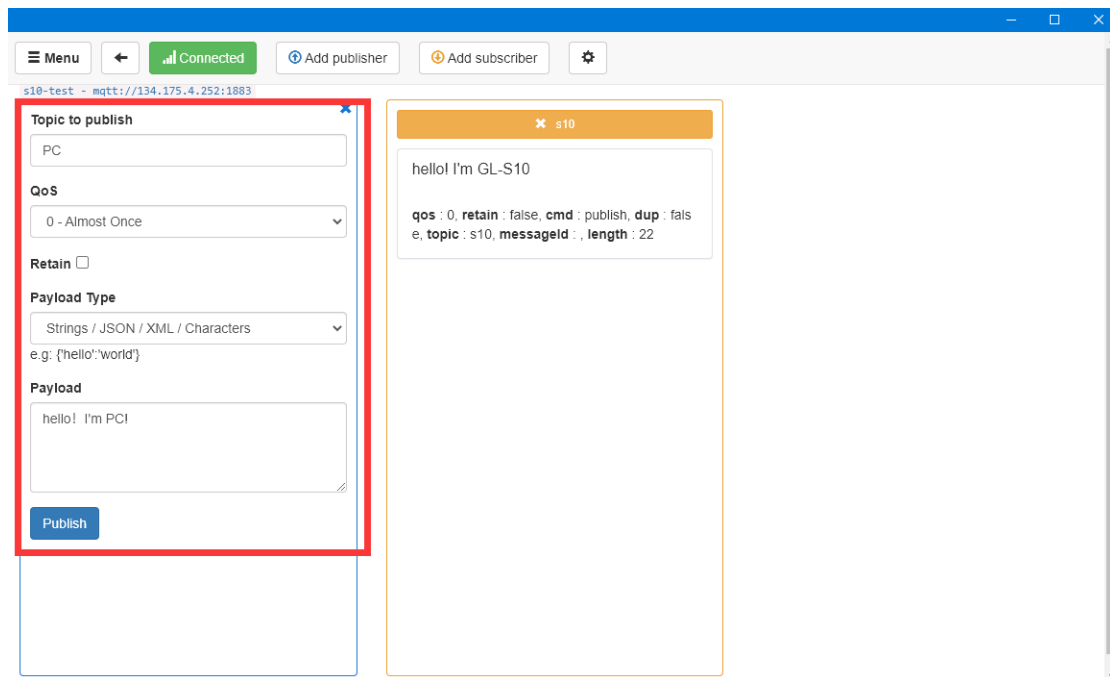 Menu
Connected
Add publisher
Add subscriber
s10-test - mqtt://134.175.4.252:1883
Topic to publish
PC
QoS
0 - Almost Once
Retain
Payload Type
Strings / JSON / XML / Characters
e.g: {'hello':'world'}
Payload
hello！I'm PC!
Publish
s10
hello! I'm GL-S10
qos : 0, retain : false, cmd : publish, dup : fals
e, topic : s10, messageId : , length : 22